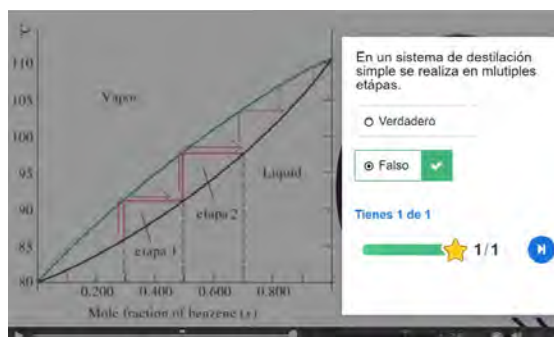 °C
110
105
100
95
90
85
80
Vapor
Liquid
etapa 1
etapa 2
0.200 0.400 0.600 0.800
Mole fraction of benzene (x)
En un sistema de destilación
simple se realiza en mlutiples
etápas.
Verdadero
Falso
Tienes 1 de 1
1/1